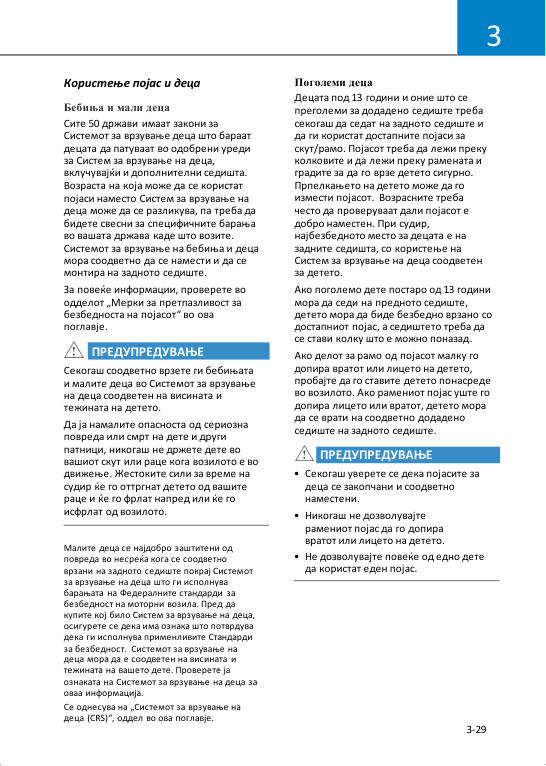 3
Користење појас и деца
Бебиња и мали деца
Сите 50 држави имаат закони за
Системот за врзување деца што бараат
децата да патуваат во одобрени уреди
за Систем за врзување на деца,
вклучувајќи и дополнителни седишта.
Возраста на која може да се користат
појаси наместо Систем за врзување на
деца може да се разликува, па треба да
бидете свесни за специфичните барања
во вашата држава каде што возите.
Системот за врзување на бебиња и деца
мора соодветно да се намести и да се
монтира на задното седиште.
За повеќе информации, проверете во
одделот „Мерки за претпазливост за
безбедноста на појасот“ во ова
поглавје.
ПРЕДУПРЕДУВАЊЕ
Секогаш соодветно врзете ги бебињата
и малите деца во Системот за врзување
на деца соодветен на висината и
тежината на детето.
Да ја намалите опасноста од сериозна
повреда или смрт на дете и други
патници, никогаш не држете дете во
вашиот скут или раце кога возилото е во
движење. Жестоките сили за време на
судир ќе го оттргнат детето од вашите
раце и ќе го фрлат напред или ќе го
исфрлат од возилото.
Малите деца се најдобро заштитени од
повреда во несреќа кога се соодветно
врзани на задното седиште покрај Системот
за врзување на деца што ги исполнува
барањата на Федералните стандарди за
безбедност на моторни возила. Пред да
купите кој било Систем за врзување на деца,
осигурете се дека има ознака што потврдува
дека ги исполнува применливите Стандарди
за безбедност. Системот за врзување на
деца мора да е соодветен на висината и
тежината на вашето дете. Проверете ја
ознаката на Системот за врзување на деца за
оваа информација.
Се однесува на „Системот за врзување на
деца (CRS)“, оддел во ова поглавје.
Поголеми деца
Децата под 13 години и оние што се
преголеми за додадено седиште треба
секогаш да седат на задното седиште и
да ги користат достапните појаси за
скут/рамо. Појасот треба да лежи преку
колковите и да лежи преку рамената и
градите за да го врзе детето сигурно.
Прпелкањето на детето може да го
измести појасот. Возрасните треба
често да проверуваат дали појасот е
добро наместен. При судир,
најбезбедното место за децата е на
задните седишта, со користење на
Систем за врзување на деца соодветен
за детето.
Ако поголемо дете постаро од 13 години
мора да седи на предното седиште,
детето мора да биде безбедно врзано со
достапниот појас, а седиштето треба да
се стави колку што е можно поназад.
Ако делот за рамо од појасот малку го
допира вратот или лицето на детето,
пробајте да го ставите детето понасреде
во возилото. Ако рамениот појас уште го
допира лицето или вратот, детето мора
да се врати на соодветно додадено
седиште на задното седиште.
ПРЕДУПРЕДУВАЊЕ
• Секогаш уверете се дека појасите за
деца се закопчани и соодветно
наместени.
• Никогаш не дозволувајте
рамениот појас да го допира
вратот или лицето на детето.
• Не дозволувајте повеќе од едно дете
да користат еден појас.
3-29